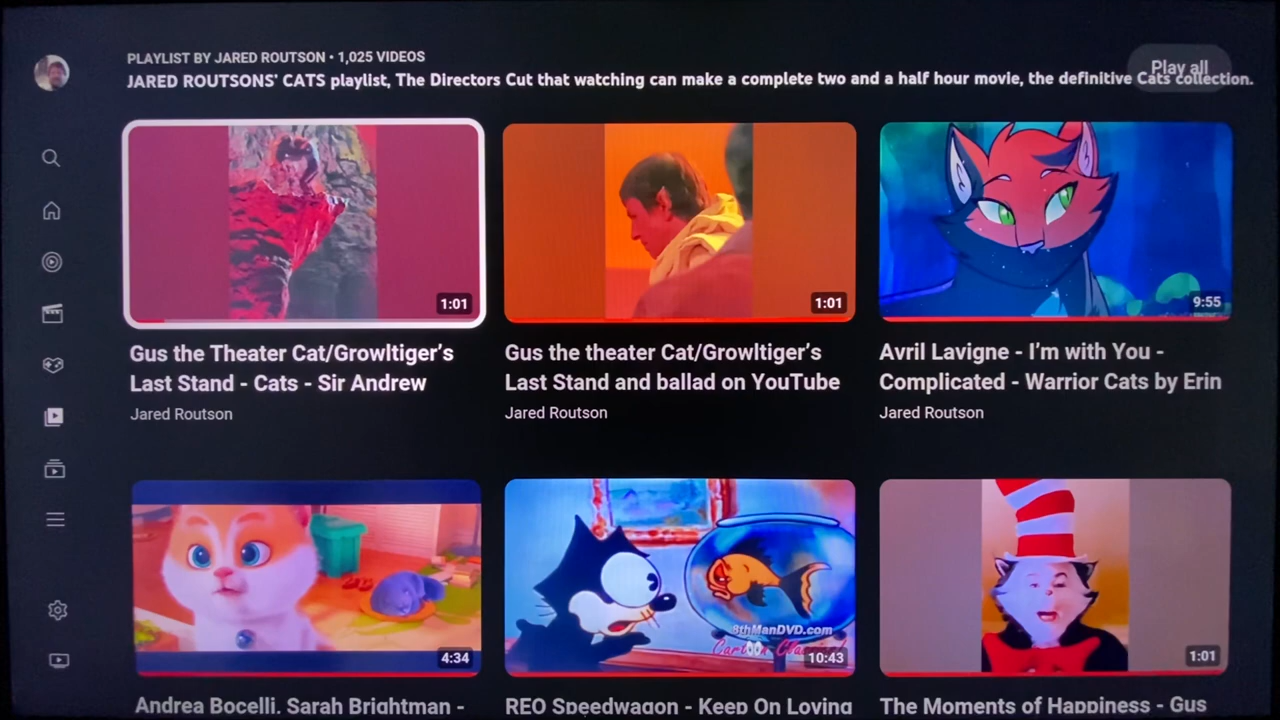 PLAYLIST BY JARED ROUTSON • 1,025 VIDEOS
JARED ROUTSONS' CATS playlist, The Directors Cut that watching can make a complete two and a half hour movie, the definitive Cats collection.
Play all
1:01
1:01
9:55
Gus the Theater Cat/Growltiger’s
Last Stand - Cats - Sir Andrew
Jared Routson
Gus the theater Cat/Growltiger’s
Last Stand and ballad on YouTube
Jared Routson
Avril Lavigne - I’m with You -
Complicated - Warrior Cats by Erin
Jared Routson
4:34
8thManDVD.com
Cartoon Classics
10:43
1:01
Andrea Bocelli, Sarah Brightman -
REO Speedwagon - Keep On Loving
The Moments of Happiness - Gus